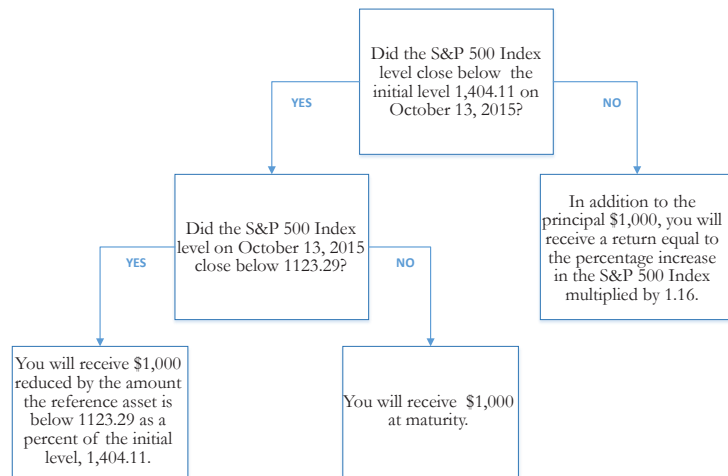 Did the S&P 500 Index
level close below the
initial level 1,404.11 on
October 13, 2015?
YES
NO
Did the S&P 500 Index
level on October 13, 2015
close below 1123.29?
In addition to the
principal $1,000, you will
receive a return equal to
the percentage increase
in the S&P 500 Index
multiplied by 1.16.
YES
NO
You will receive $1,000
reduced by the amount
the reference asset is
below 1123.29 as a
percent of the initial
level, 1,404.11.
You will receive $1,000
at maturity.